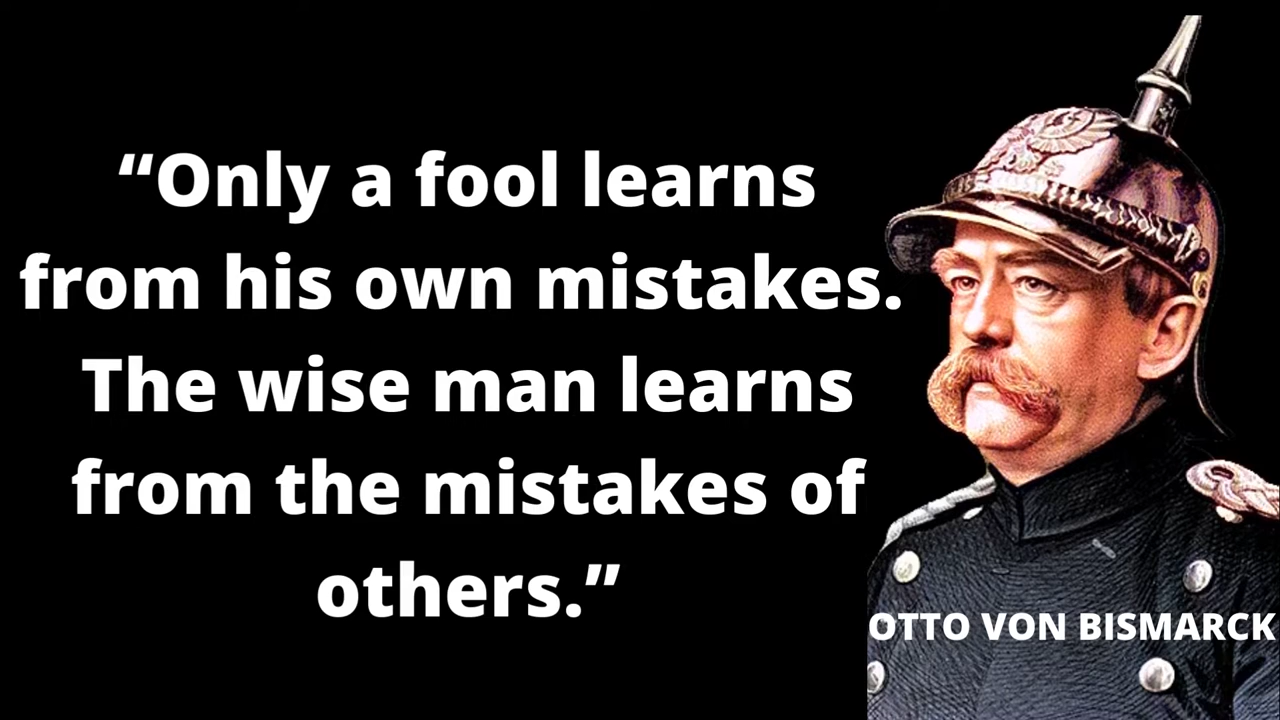 “Only a fool learns
from his own mistakes.
The wise man learns
from the mistakes of
others.”
OTTO VON BISMARCK